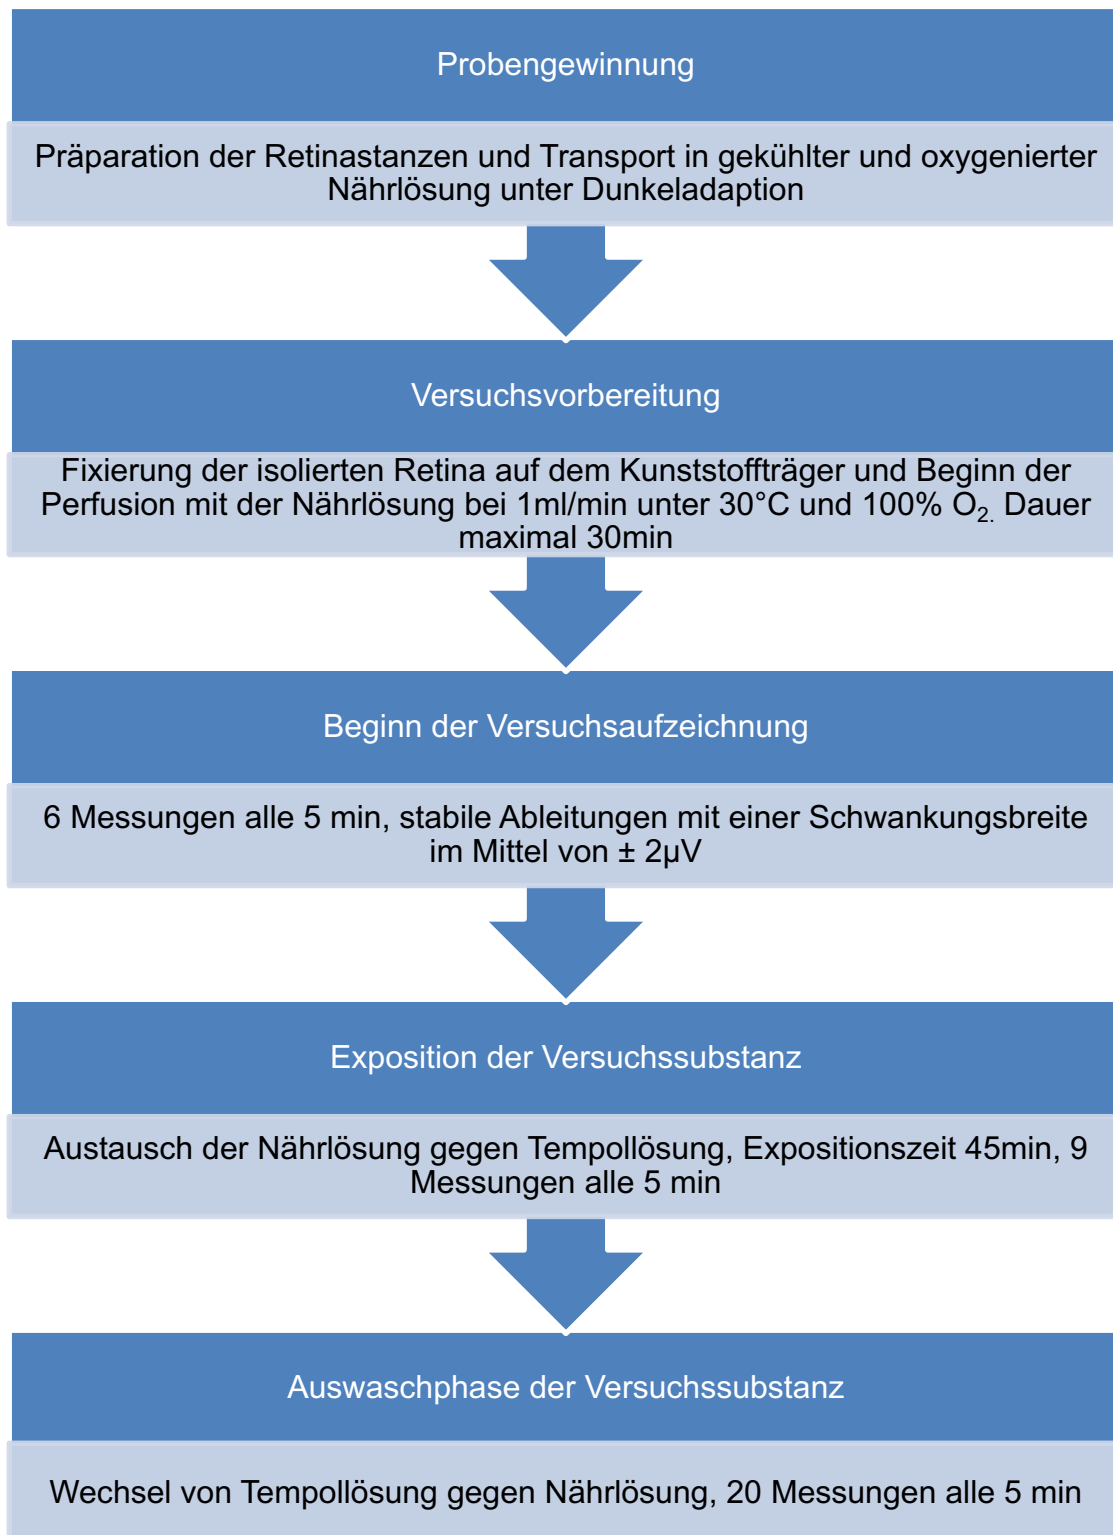 Probengewinnung
Präparation der Retinastanzen und Transport in gekühlter und oxygenierter
Nährlösung unter Dunkeladaption
Versuchsvorbereitung
Fixierung der isolierten Retina auf dem Kunststoffträger und Beginn der
Perfusion mit der Nährlösung bei 1ml/min unter 30°C und 100% O₂. Dauer
maximal 30min
Beginn der Versuchsaufzeichnung
6 Messungen alle 5 min, stabile Ableitungen mit einer Schwankungsbreite
im Mittel von ± 2µV
Exposition der Versuchssubstanz
Austausch der Nährlösung gegen Tempollösung, Expositionszeit 45min, 9
Messungen alle 5 min
Auswaschphase der Versuchssubstanz
Wechsel von Tempollösung gegen Nährlösung, 20 Messungen alle 5 min